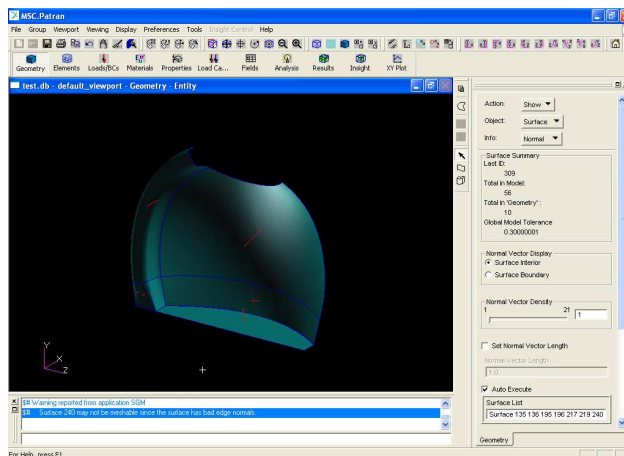 MSC.Patran
File Group Viewport Viewing Display Preferences Tools Insight Control Help
Geometry Elements Loads/BCs Materials Properties Load Ca... Fields Analysis Results Insight XY Plot
test.db - default_viewport - Geometry - Entity
Action: Show
Object: Surface
Info: Normal
Surface Summary
Last ID:
309
Total in Model:
56
Total in 'Geometry' :
10
Global Model Tolerance
0.30000001
Normal Vector Display
Surface Interior
Surface Boundary
Normal Vector Density
1 21 1
Set Normal Vector Length
Normal Vector Length
1.0
Auto Execute
Surface List
Surface 135 136 195 196 217 219 240
Geometry
Y
X
Z
$# Warning reported from application SGM
$# Surface 240 may not be meshable since the surface has bad edge normals.
For Help, press F1